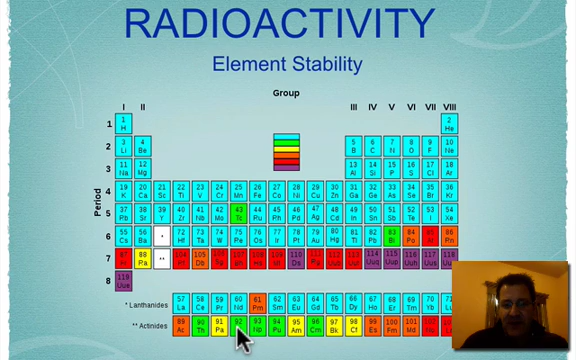 RADIOACTIVITY
Element Stability
Group
I II III IV V VI VII VIII
Period
1 1 H 2 He
2 3 Li 4 Be 5 B 6 C 7 N 8 O 9 F 10 Ne
3 11 Na 12 Mg 13 Al 14 Si 15 P 16 S 17 Cl 18 Ar
4 19 K 20 Ca 21 Sc 22 Ti 23 V 24 Cr 25 Mn 26 Fe 27 Co 28 Ni 29 Cu 30 Zn 31 Ga 32 Ge 33 As 34 Se 35 Br 36 Kr
5 37 Rb 38 Sr 39 Y 40 Zr 41 Nb 42 Mo 43 Tc 44 Ru 45 Rh 46 Pd 47 Ag 48 Cd 49 In 50 Sn 51 Sb 52 Te 53 I 54 Xe
6 55 Cs 56 Ba * 72 Hf 73 Ta 74 W 75 Re 76 Os 77 Ir 78 Pt 79 Au 80 Hg 81 Tl 82 Pb 83 Bi 84 Po 85 At 86 Rn
7 87 Fr 88 Ra ** 104 Rf 105 Db 106 107 108 109 110 Ds 111 112 113 114 Uuq 115 Uup 116 Uuh 117 Uus 118 Uuo
8 119 Uue
* Lanthanides 57 La 58 Ce 59 Pr 60 Nd 61 Pm 62 Sm 63 Eu 64 Gd 65 Tb 66 Dy 67 Ho 68 Er 69 Tm 70 Yb 71
** Actinides 89 Ac 90 Th 91 Pa 92 93 Np 94 Pu 95 Am 96 Cm 97 Bk 98 Cf 99 Es 100 Fm 101 Md 102